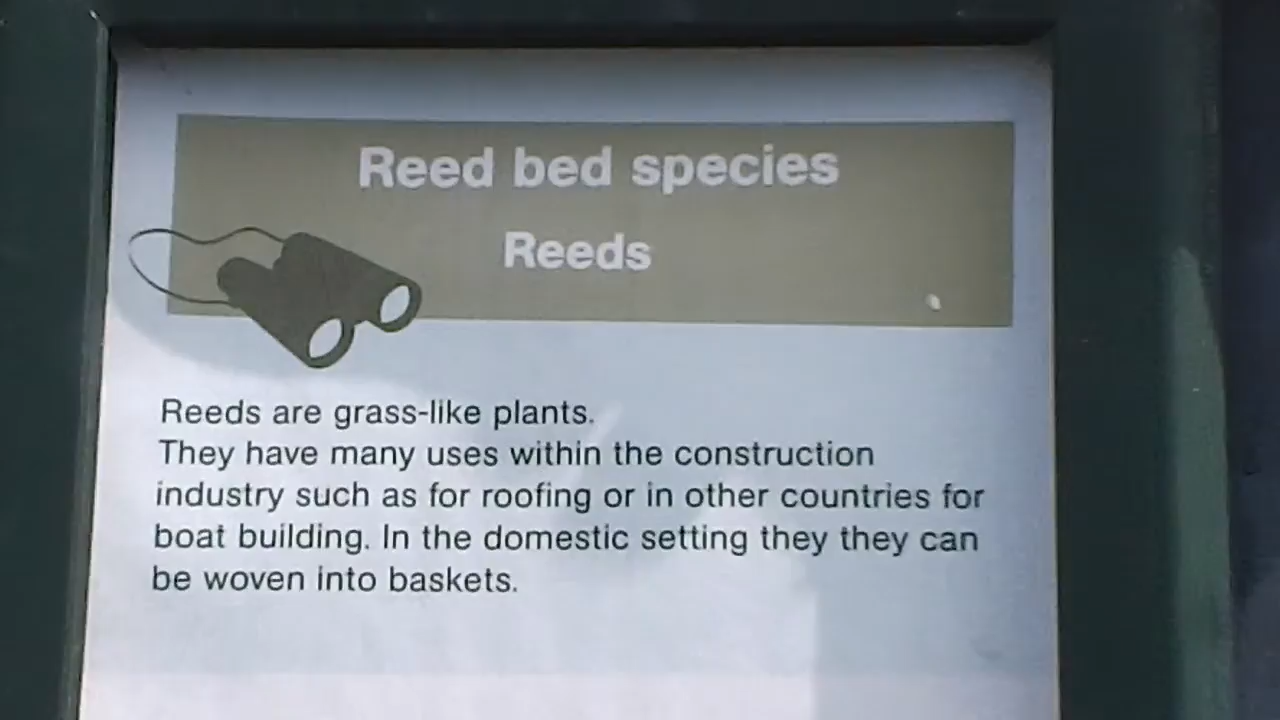 Reed bed species
Reeds
Reeds are grass-like plants.
They have many uses within the construction
industry such as for roofing or in other countries for
boat building. In the domestic setting they they can
be woven into baskets.